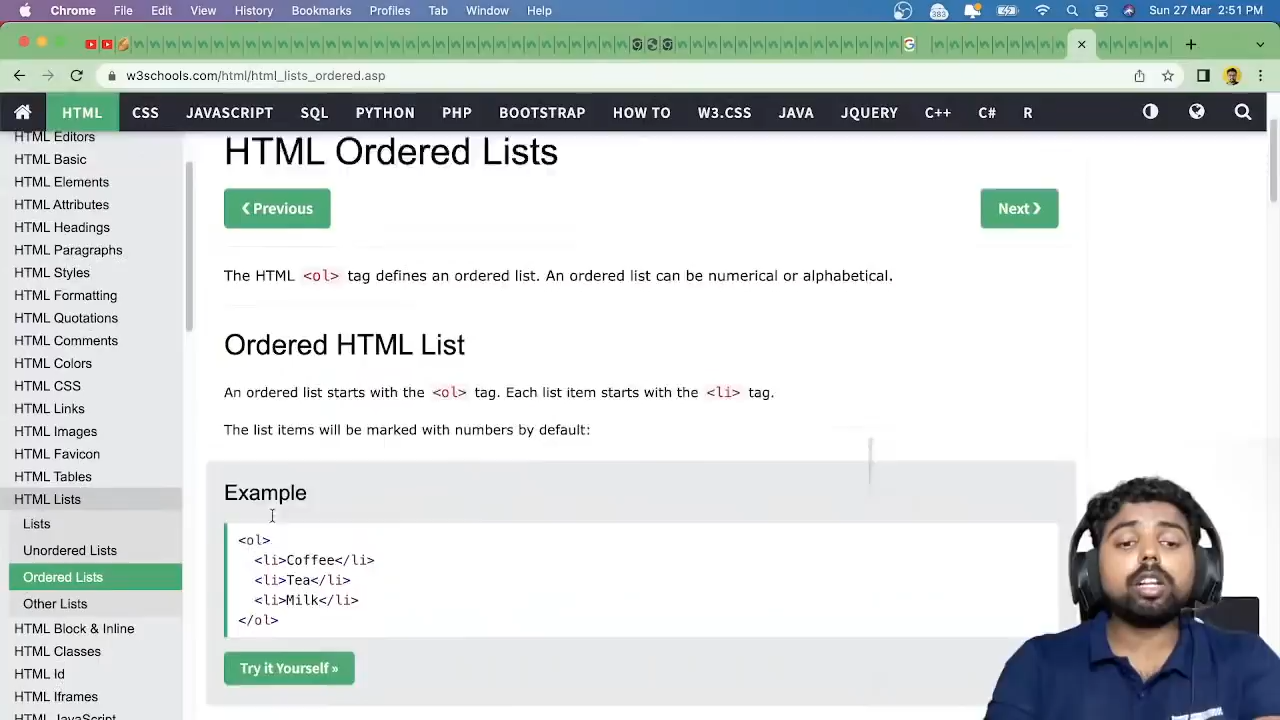 Chrome File Edit View History Bookmarks Profiles Tab Window Help 383 Sun 27 Mar 2:51 PM
w3schools.com/html/html_lists_ordered.asp
HTML CSS JAVASCRIPT SQL PYTHON PHP BOOTSTRAP HOW TO W3.CSS JAVA JQUERY C++ C# R
HTML Editors
HTML Basic
HTML Elements
HTML Attributes
HTML Headings
HTML Paragraphs
HTML Styles
HTML Formatting
HTML Quotations
HTML Comments
HTML Colors
HTML CSS
HTML Links
HTML Images
HTML Favicon
HTML Tables
HTML Lists
Lists
Unordered Lists
Ordered Lists
Other Lists
HTML Block & Inline
HTML Classes
HTML Id
HTML Iframes
HTML JavaScript
HTML Ordered Lists
❮ Previous
Next ❯
The HTML <ol> tag defines an ordered list. An ordered list can be numerical or alphabetical.
Ordered HTML List
An ordered list starts with the <ol> tag. Each list item starts with the <li> tag.
The list items will be marked with numbers by default:
Example
<ol>
<li>Coffee</li>
<li>Tea</li>
<li>Milk</li>
</ol>
Try it Yourself »